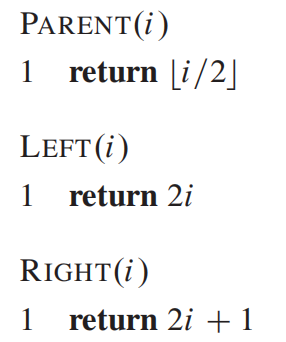 PARENT(i)
1 return ⌊i/2⌋
LEFT(i)
1 return 2i
RIGHT(i)
1 return 2i + 1